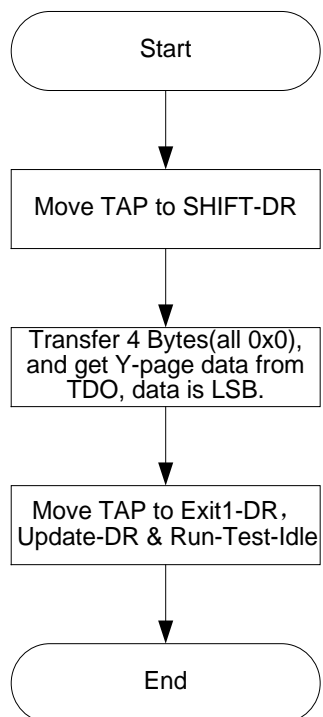 Start
Move TAP to SHIFT-DR
Transfer 4 Bytes(all 0x0),
and get Y-page data from
TDO, data is LSB.
Move TAP to Exit1-DR，
Update-DR & Run-Test-Idle
End